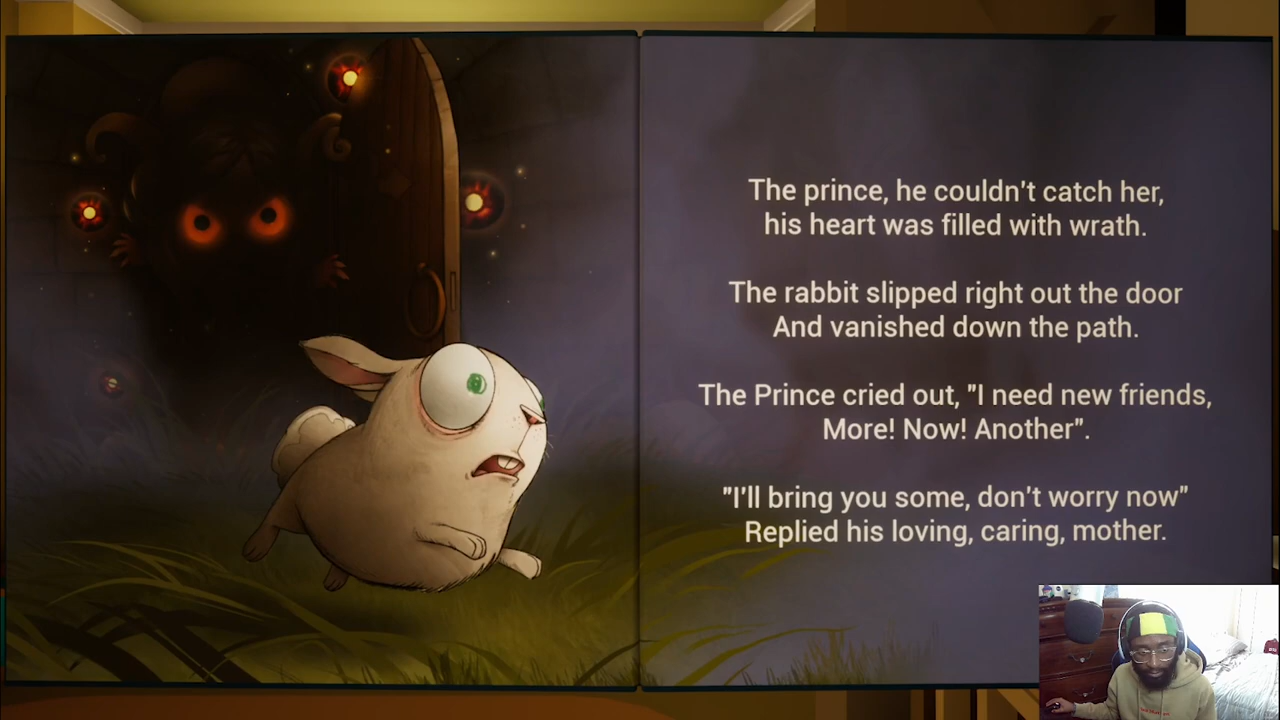 The prince, he couldn't catch her,
his heart was filled with wrath.
The rabbit slipped right out the door
And vanished down the path.
The Prince cried out, "I need new friends,
More! Now! Another".
"I'll bring you some, don't worry now"
Replied his loving, caring, mother.